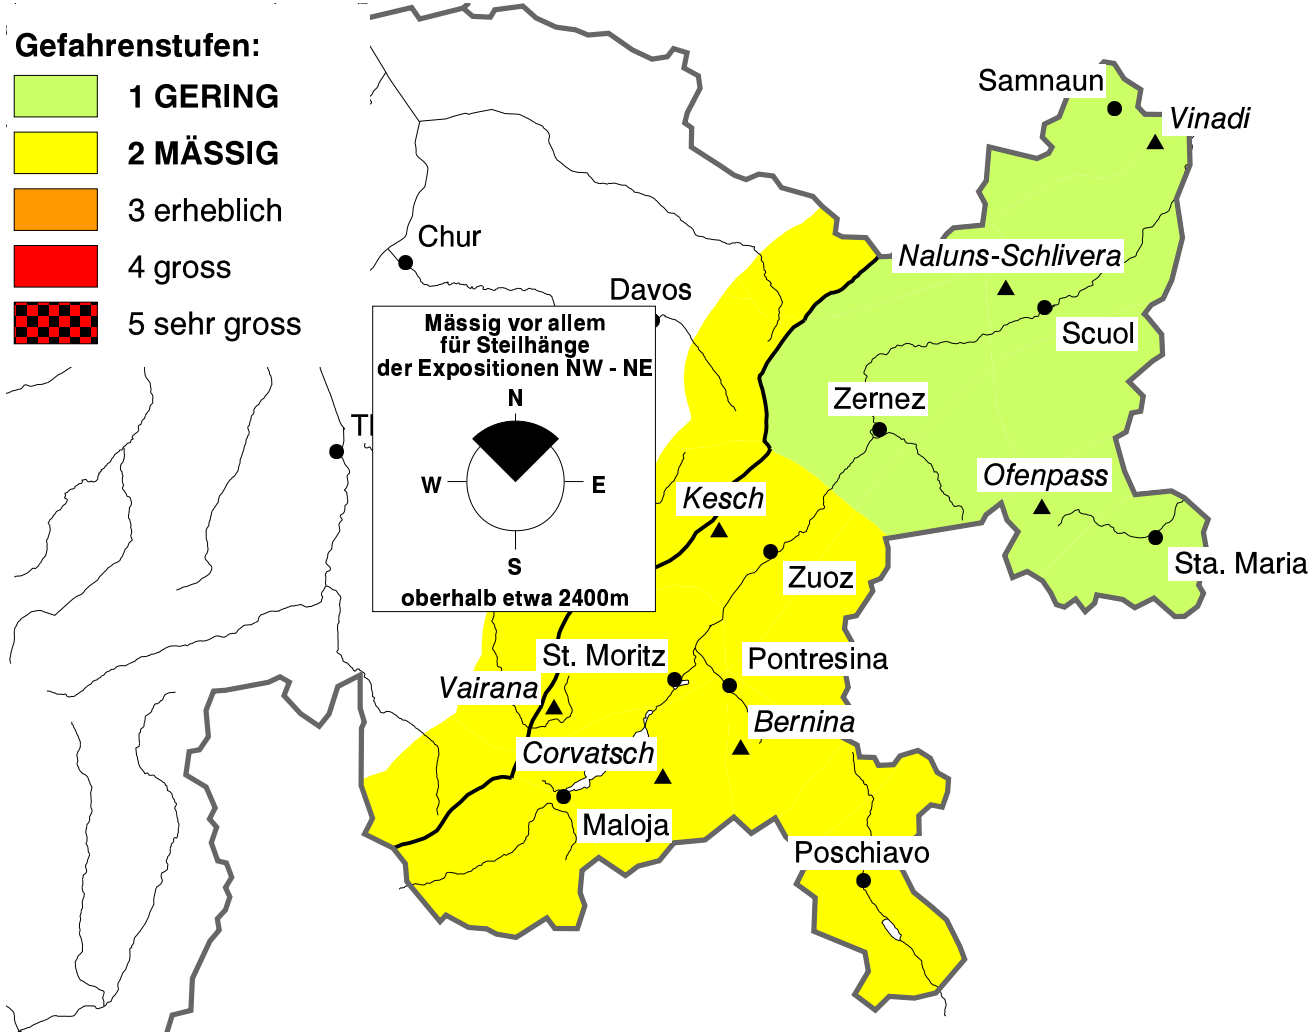 Gefahrenstufen:
1 GERING
2 MÄSSIG
3 erheblich
4 gross
5 sehr gross
Samnaun
Vinadi
Chur
Naluns-Schlivera
Davos
Scuol
Mässig vor allem
für Steilhänge
der Expositionen NW - NE
N
W
E
S
oberhalb etwa 2400m
Zernez
Ofenpass
Kesch
Sta. Maria
Zuoz
St. Moritz
Pontresina
Vairana
Bernina
Corvatsch
Maloja
Poschiavo